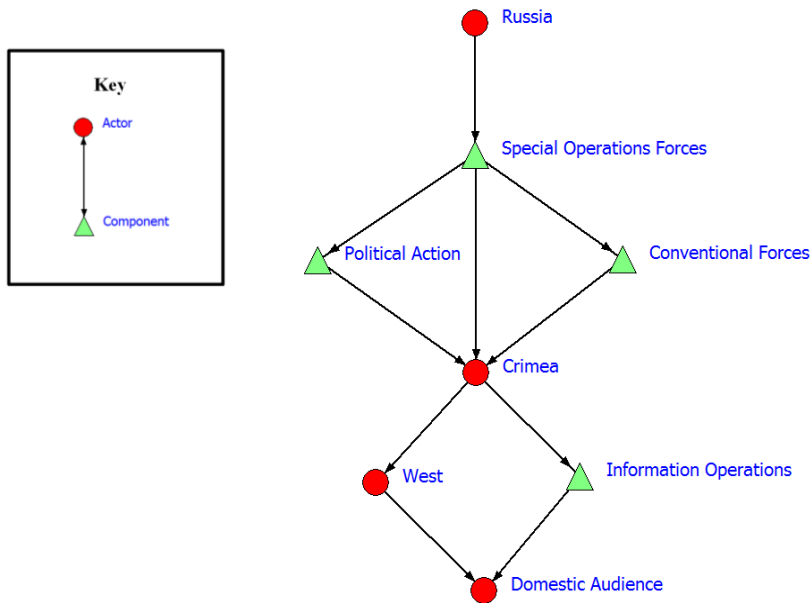 Key
Actor
Component
Russia
Special Operations Forces
Political Action
Conventional Forces
Crimea
West
Information Operations
Domestic Audience